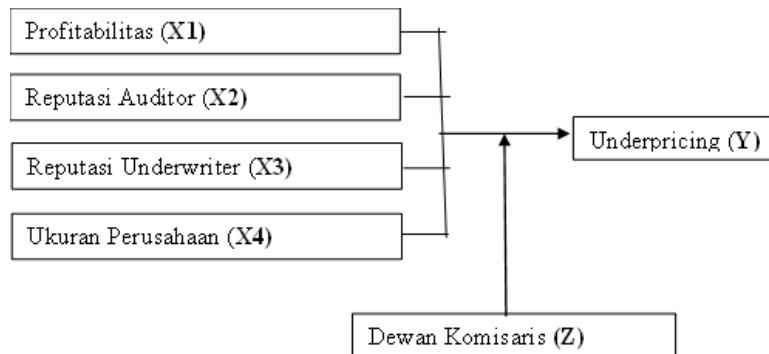 Profitabilitas (X1)
Reputasi Auditor (X2)
Underpricing (Y)
Reputasi Underwriter (X3)
Ukuran Perusahaan (X4)
Dewan Komisaris (Z)